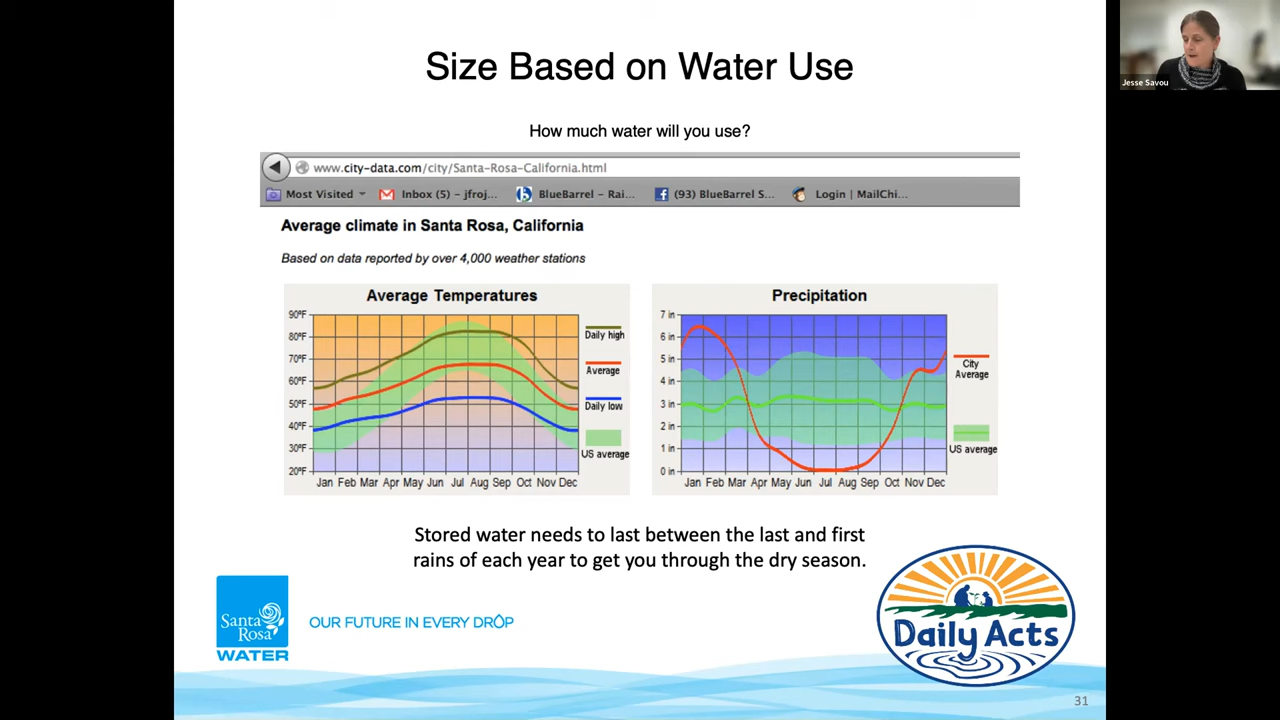 Size Based on Water Use
Jesse Savou
How much water will you use?
www.city-data.com/city/Santa-Rosa-California.html
Most Visited
Inbox (5) - jfroj...
BlueBarrel - Rai...
(93) BlueBarrel S...
Login | MailChi...
Average climate in Santa Rosa, California
Based on data reported by over 4,000 weather stations
Average Temperatures
90°F
80°F
70°F
60°F
50°F
40°F
30°F
20°F
Jan Feb Mar Apr May Jun Jul Aug Sep Oct Nov Dec
Daily high
Average
Daily low
US average
Precipitation
7 in
6 in
5 in
4 in
3 in
2 in
1 in
0 in
Jan Feb Mar Apr May Jun Jul Aug Sep Oct Nov Dec
City
Average
US average
Stored water needs to last between the last and first
rains of each year to get you through the dry season.
Santa
Rosa
WATER
OUR FUTURE IN EVERY DROP
Daily Acts
31